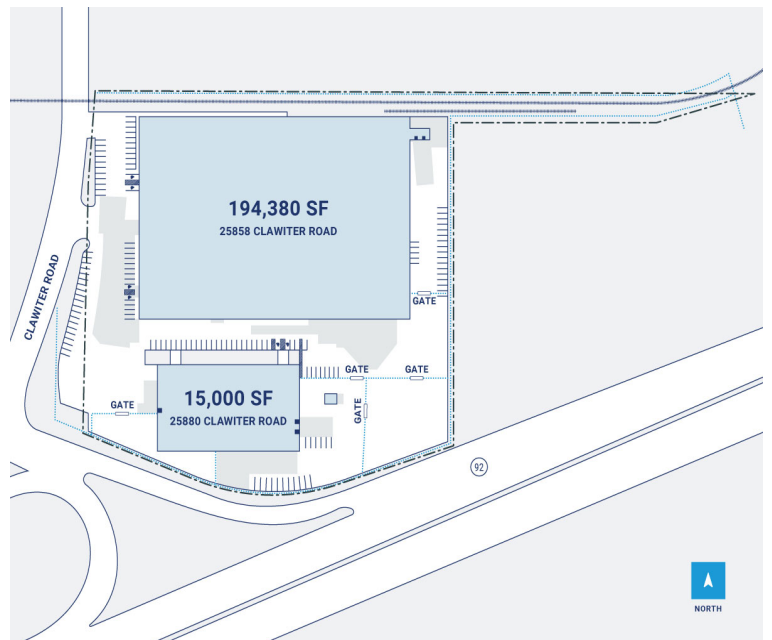 194,380 SF
25858 CLAWITER ROAD
CLAWITER ROAD
GATE
GATE
GATE
15,000 SF
25880 CLAWITER ROAD
GATE
GATE
92
NORTH